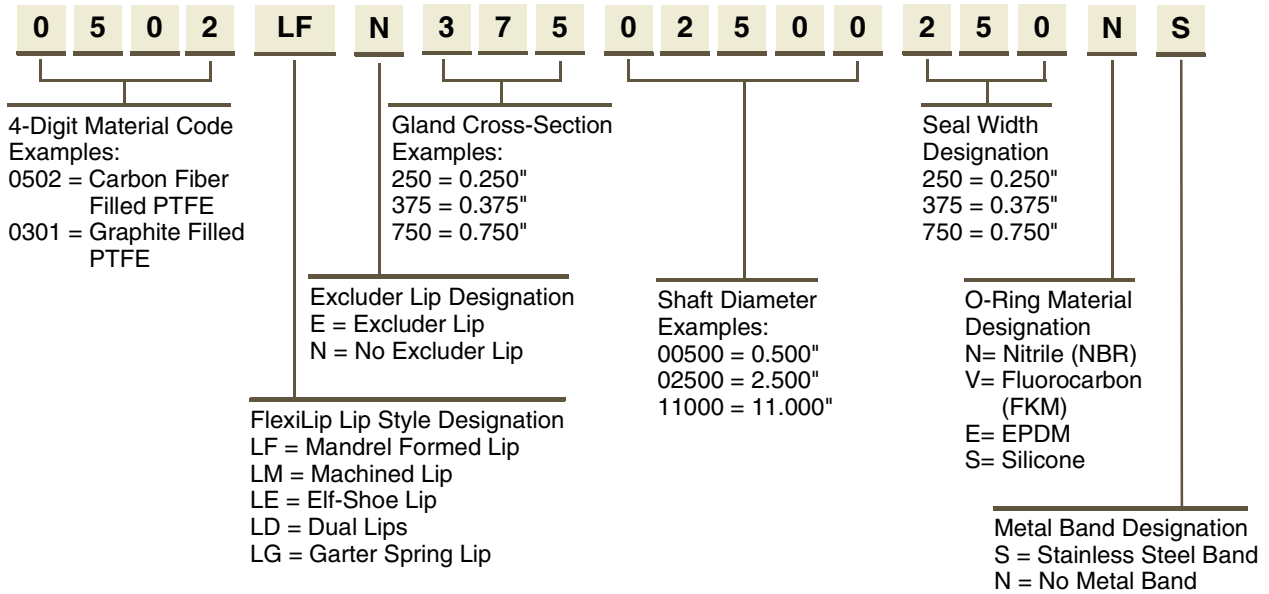 0 5 0 2 LF N 3 7 5 0 2 5 0 0 2 5 0 N S
4-Digit Material Code
Examples:
0502 = Carbon Fiber
Filled PTFE
0301 = Graphite Filled
PTFE
Gland Cross-Section
Examples:
250 = 0.250"
375 = 0.375"
750 = 0.750"
Seal Width
Designation
250 = 0.250"
375 = 0.375"
750 = 0.750"
Excluder Lip Designation
E = Excluder Lip
N = No Excluder Lip
Shaft Diameter
Examples:
00500 = 0.500"
02500 = 2.500"
11000 = 11.000"
O-Ring Material
Designation
N= Nitrile (NBR)
V= Fluorocarbon
(FKM)
E= EPDM
S= Silicone
FlexiLip Lip Style Designation
LF = Mandrel Formed Lip
LM = Machined Lip
LE = Elf-Shoe Lip
LD = Dual Lips
LG = Garter Spring Lip
Metal Band Designation
S = Stainless Steel Band
N = No Metal Band